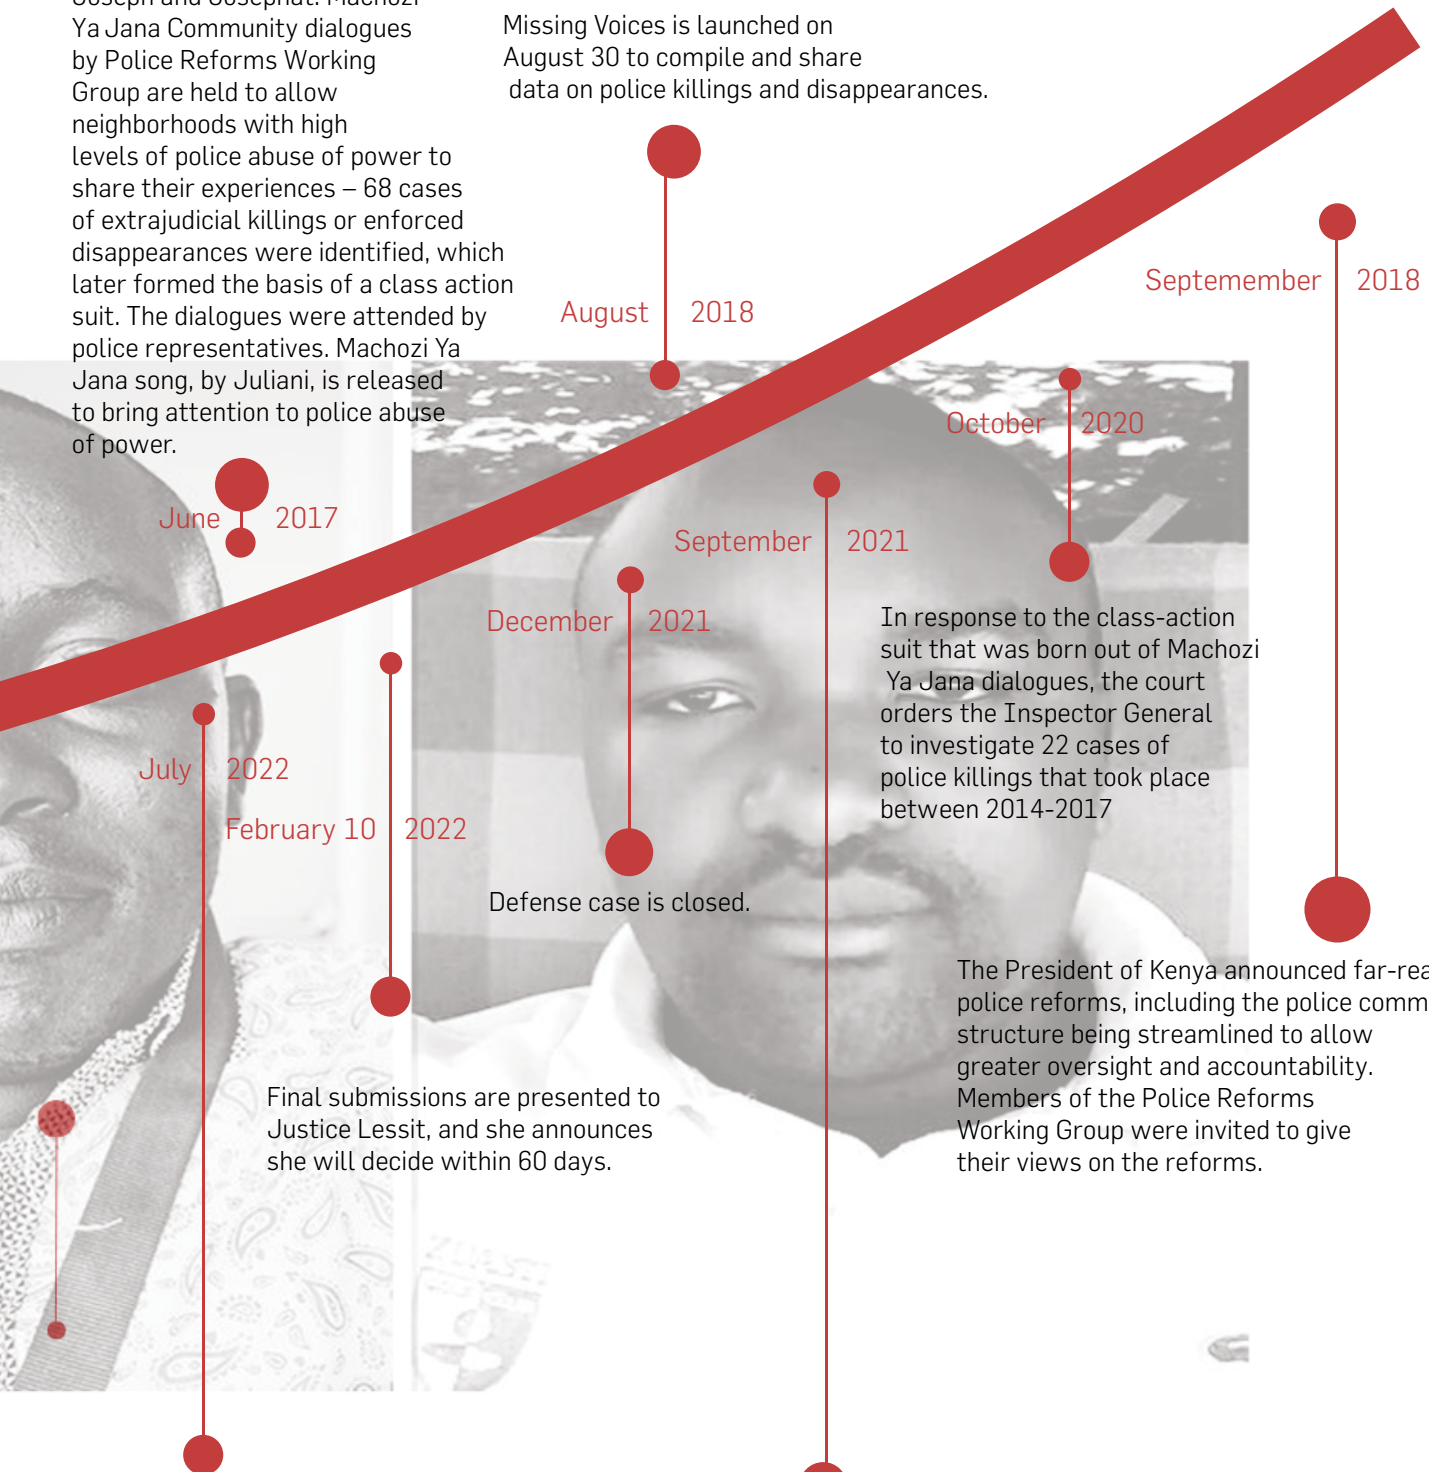 Joseph and Josephat. Machozi
Ya Jana Community dialogues
by Police Reforms Working
Group are held to allow
neighborhoods with high
levels of police abuse of power to
share their experiences – 68 cases
of extrajudicial killings or enforced
disappearances were identified, which
later formed the basis of a class action
suit. The dialogues were attended by
police representatives. Machozi Ya
Jana song, by Juliani, is released
to bring attention to police abuse
of power.
June 2017
Missing Voices is launched on
August 30 to compile and share
data on police killings and disappearances.
August 2018
Septemember 2018
The President of Kenya announced far-rea
police reforms, including the police comm
structure being streamlined to allow
greater oversight and accountability.
Members of the Police Reforms
Working Group were invited to give
their views on the reforms.
October 2020
In response to the class-action
suit that was born out of Machozi
Ya Jana dialogues, the court
orders the Inspector General
to investigate 22 cases of
police killings that took place
between 2014-2017
September 2021
December 2021
Defense case is closed.
February 10 2022
Final submissions are presented to
Justice Lessit, and she announces
she will decide within 60 days.
July 2022